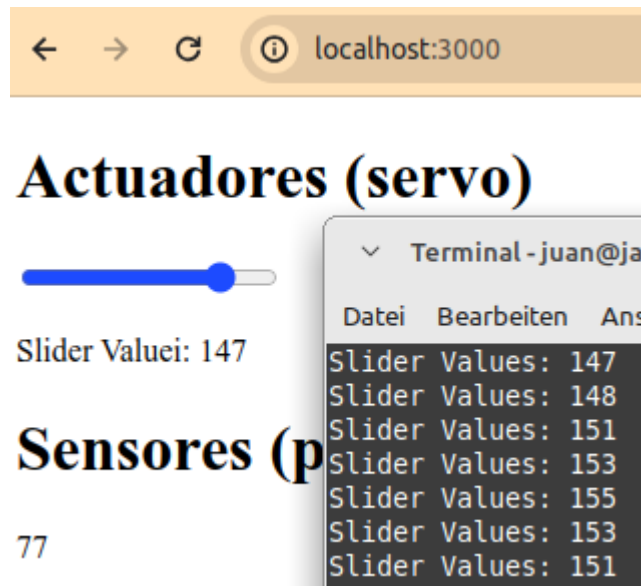 localhost:3000
Actuadores (servo)
Slider Valuei: 147
Sensores (p
77
Terminal - juan@ja
Datei Bearbeiten Ans
Slider Values: 147
Slider Values: 148
Slider Values: 151
Slider Values: 153
Slider Values: 155
Slider Values: 153
Slider Values: 151